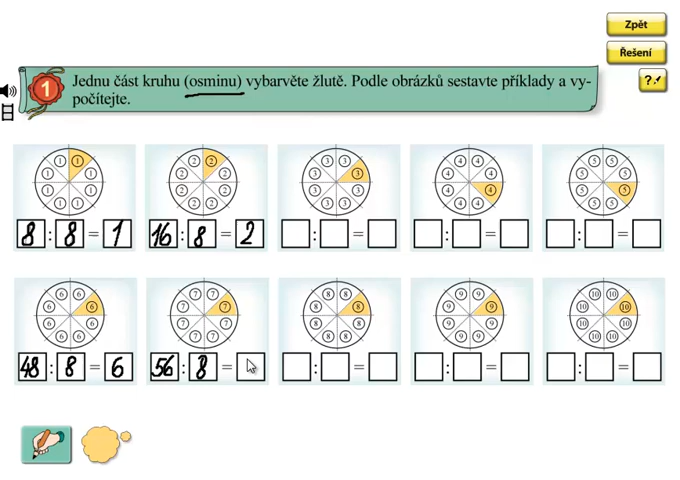 Zpět
Řešení
?
1 Jednu část kruhu (osminu) vybarvěte žlutě. Podle obrázků sestavte příklady a vy-
počítejte.
1 1 1 1 1 1 1 1
2 2 2 2 2 2 2 2
3 3 3 3 3 3 3 3
4 4 4 4 4 4 4 4
5 5 5 5 5 5 5 5
8 : 8 = 1
16 : 8 = 2
: =
: =
: =
6 6 6 6 6 6 6 6
7 7 7 7 7 7 7 7
8 8 8 8 8 8 8 8
9 9 9 9 9 9 9 9
10 10 10 10 10 10 10 10
48 : 8 = 6
56 : 8 =
: =
: =
: =